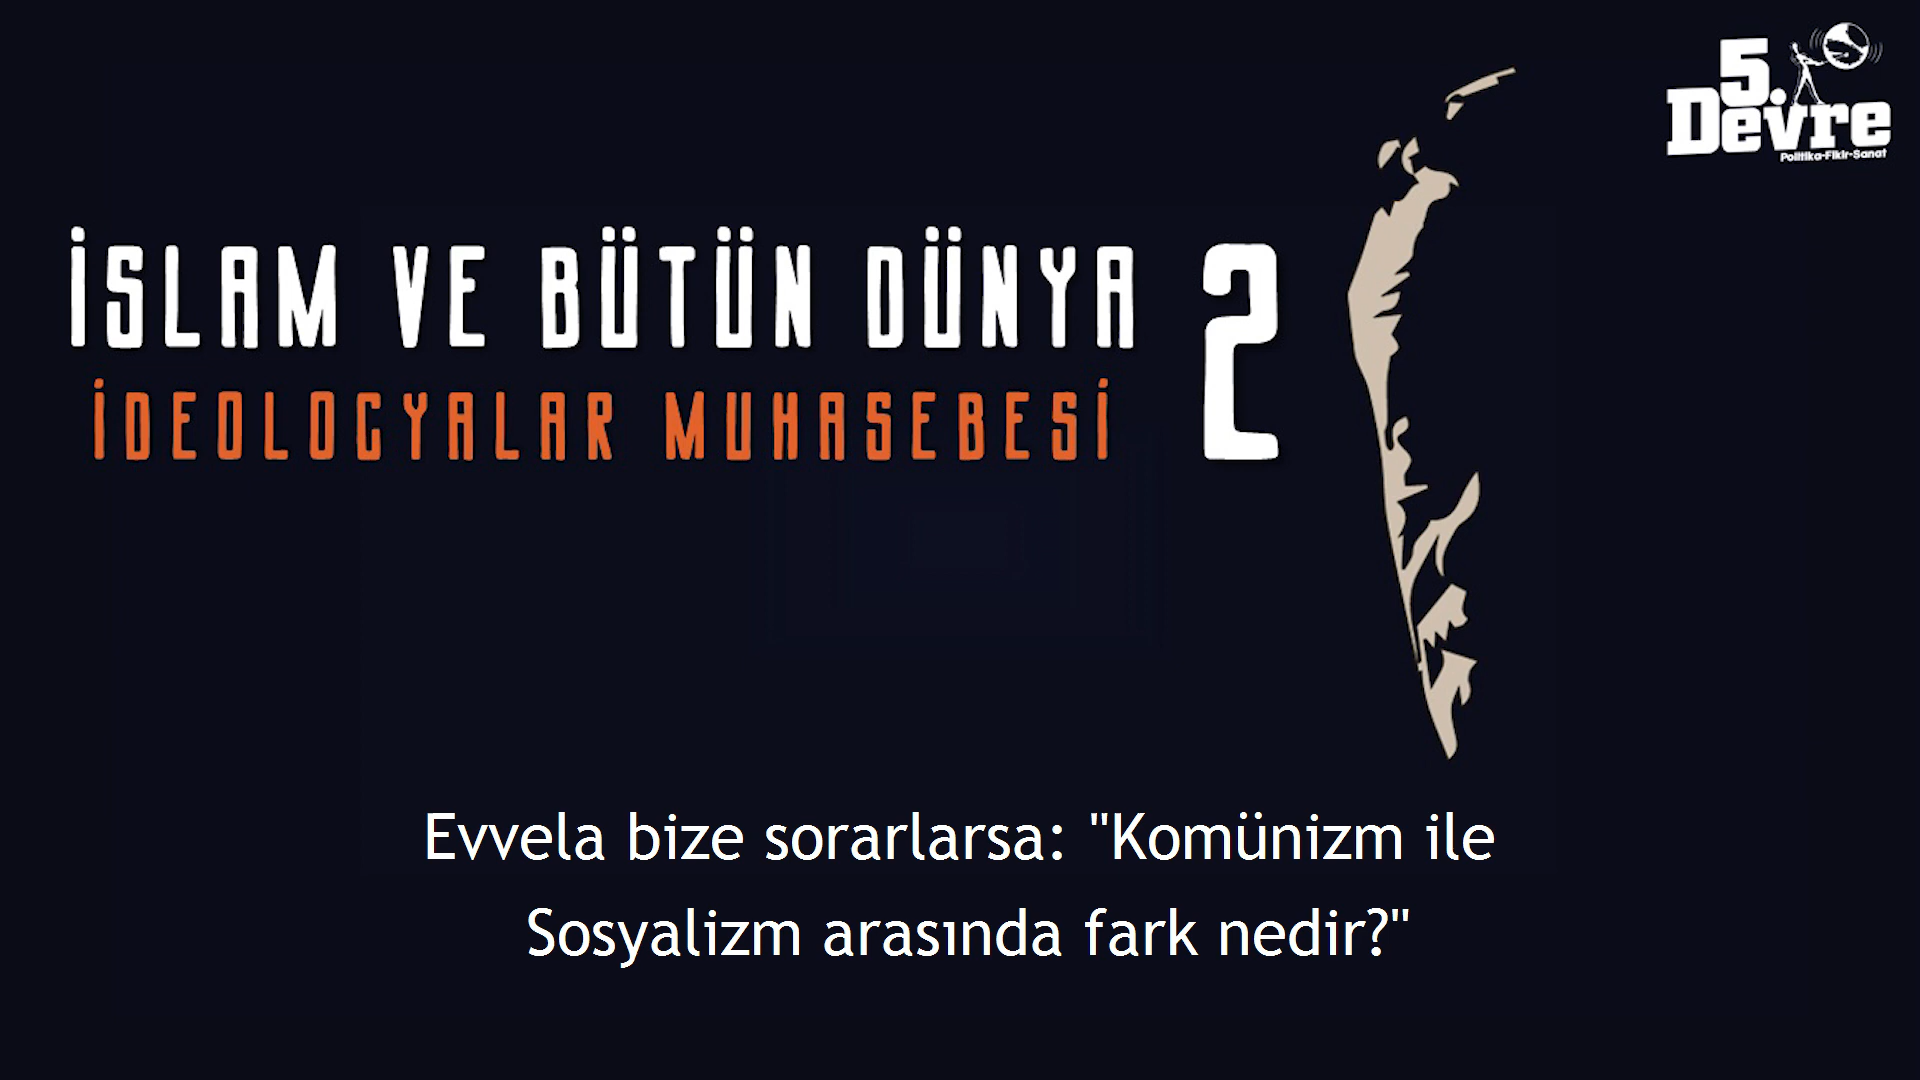 5.
Devre
Politika-Fikir-Sanat
İSLAM VE BÜTÜN DÜNYA 2
İDEOLOCYALAR MUHASEBESİ
Evvela bize sorarlarsa: "Komünizm ile
Sosyalizm arasında fark nedir?"